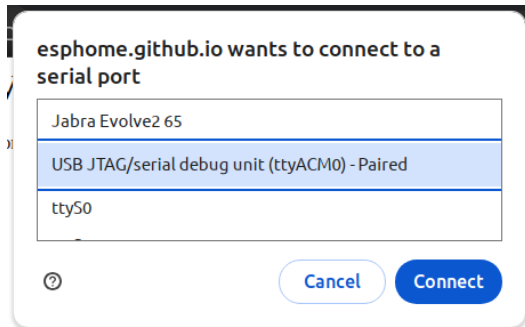 esphome.github.io wants to connect to a
serial port
Jabra Evolve2 65
USB JTAG/serial debug unit (ttyACM0) - Paired
ttyS0
Cancel
Connect